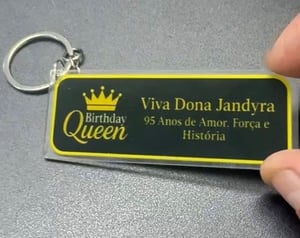 Birthday
Queen
Viva Dona Jandyra
95 Anos de Amor, Força e
História